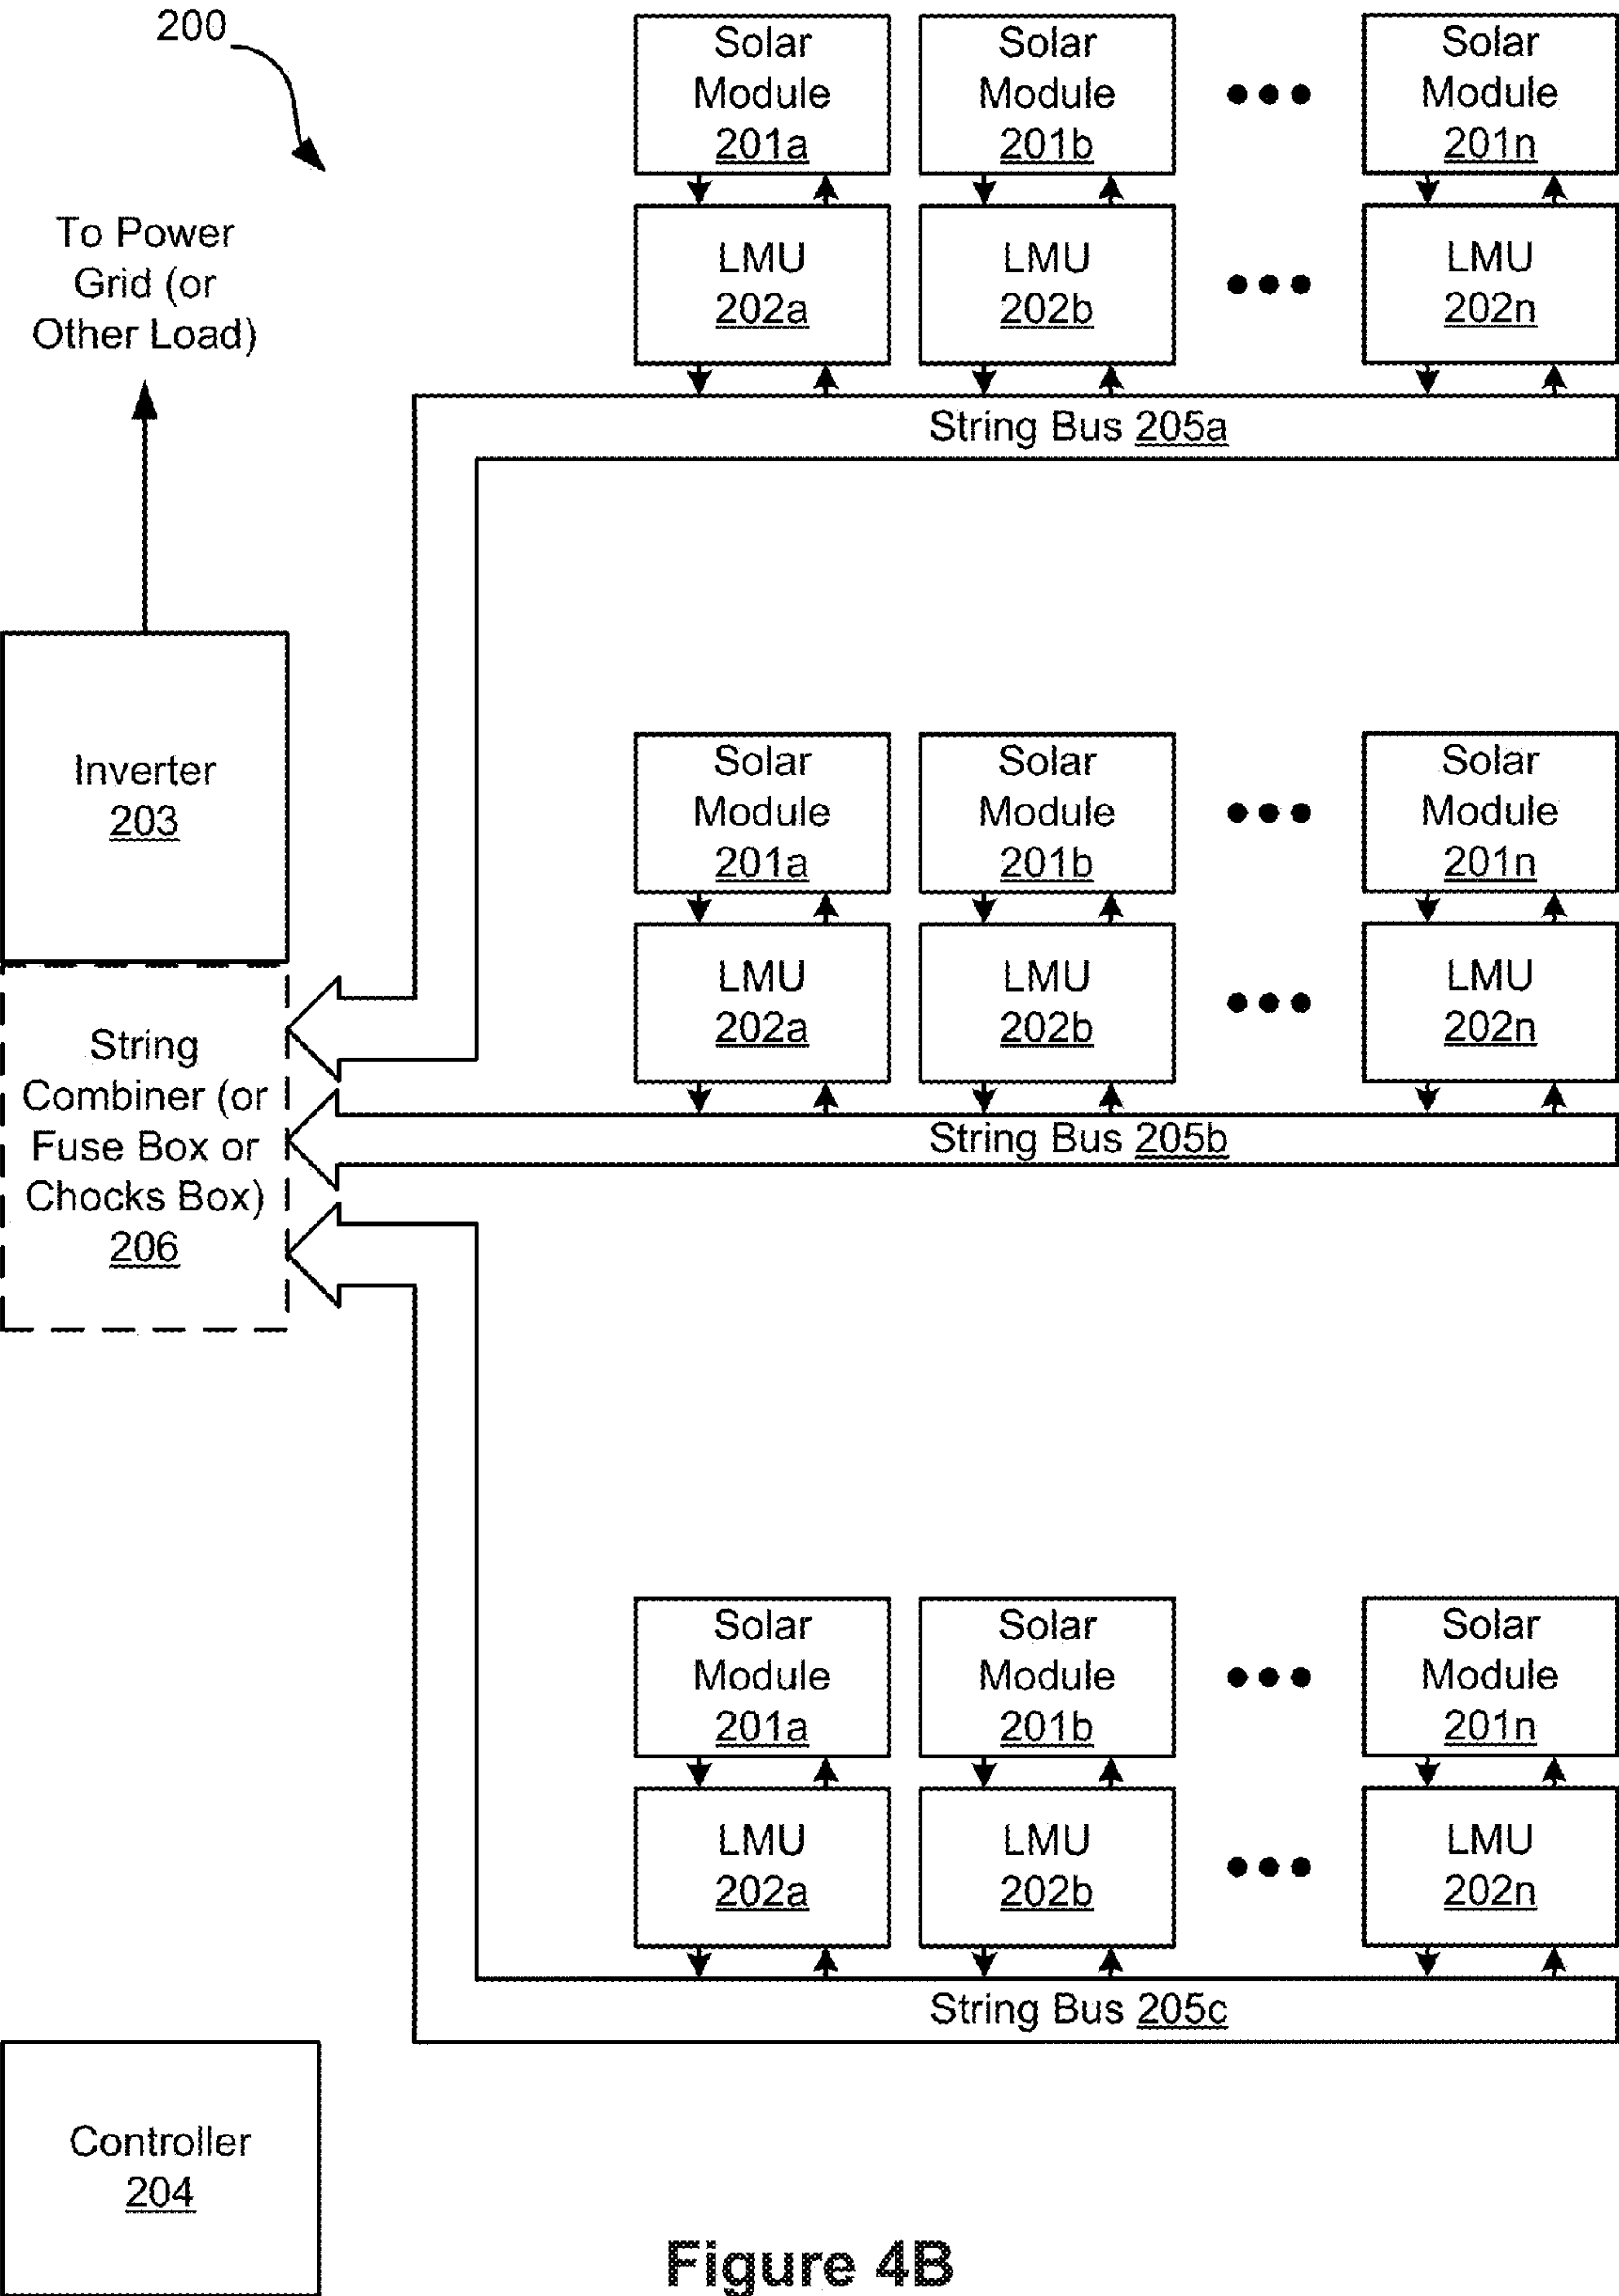 200
To Power
Grid (or
Other Load)
Solar
Module
201a
Solar
Module
201b
Solar
Module
201n
LMU
202a
LMU
202b
LMU
202n
String Bus 205a
Inverter
203
Solar
Module
201a
Solar
Module
201b
Solar
Module
201n
LMU
202a
LMU
202b
LMU
202n
String Bus 205b
String
Combiner (or
Fuse Box or
Chocks Box)
206
Solar
Module
201a
Solar
Module
201b
Solar
Module
201n
LMU
202a
LMU
202b
LMU
202n
String Bus 205c
Controller
204
Figure 4B